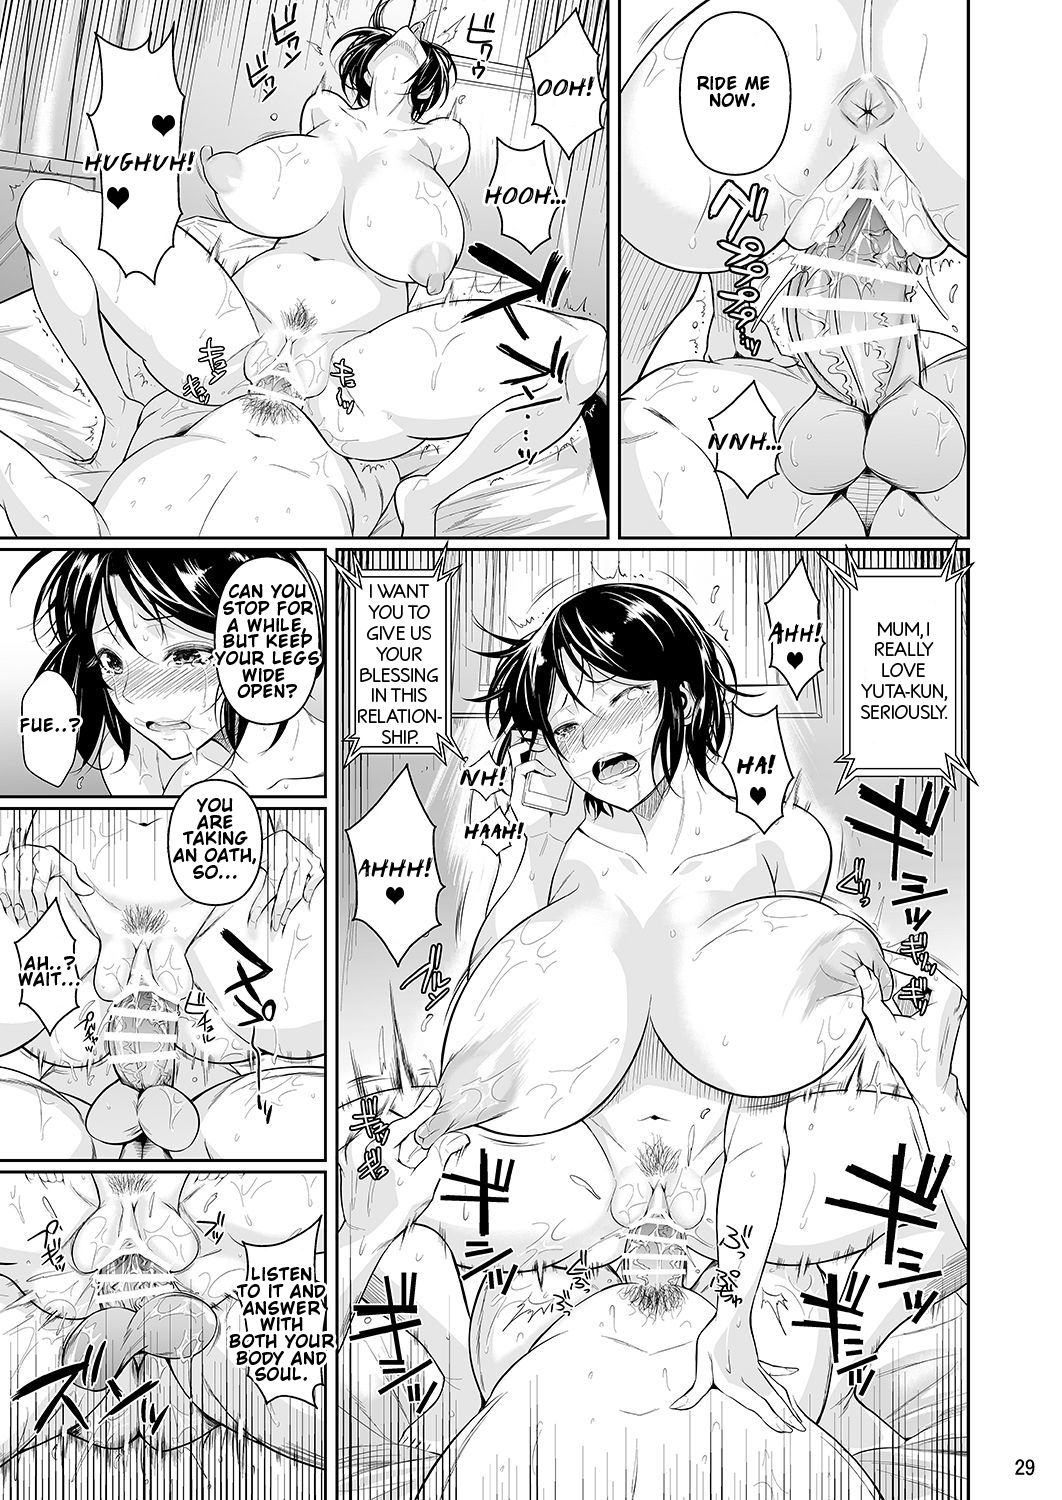 RIDE ME
NOW.
NNH...
OOH!
HOOH...
HUGHUH!
MUM, I
REALLY
LOVE
YUTA-KUN,
SERIOUSLY.
AHH!
HA!
I WANT
YOU TO
GIVE US
YOUR
BLESSING
IN THIS
RELATION-
SHIP.
NH!
HAAH!
AHHH!
CAN YOU
STOP FOR
A WHILE,
BUT KEEP
YOUR LEGS
WIDE
OPEN?
FUE..?
YOU
ARE
TAKING
AN OATH,
SO...
AH..?
WAIT...
LISTEN
TO IT AND
ANSWER
WITH
BOTH YOUR
BODY AND
SOUL.
29